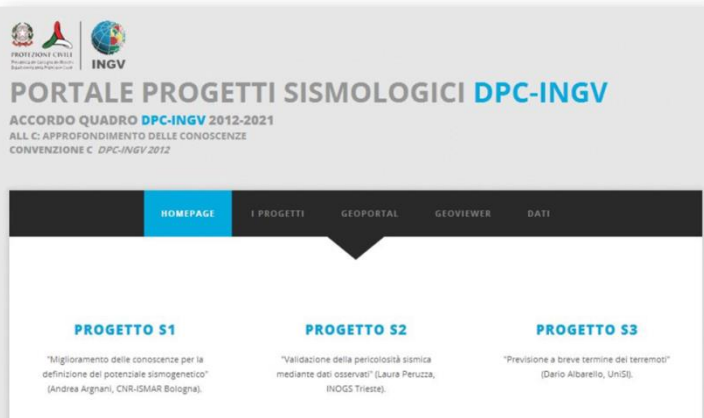 PROTEZIONE CIVILE
INGV
PORTALE PROGETTI SISMOLOGICI DPC-INGV
ACCORDO QUADRO DPC-INGV 2012-2021
ALL C: APPROFONDIMENTO DELLE CONOSCENZE
CONVENZIONE C DPC-INGV 2012
HOMEPAGE I PROGETTI GEOPORTAL GEOVIEWER DATI
PROGETTO S1
"Miglioramento delle conoscenze per la
definizione del potenziale sismogenetico"
(Andrea Argnani, CNR-ISMAR Bologna).
PROGETTO S2
"Validazione della pericolosità sismica
mediante dati osservati" (Laura Peruzza,
INOGS Trieste).
PROGETTO S3
"Previsione a breve termine dei terremoti"
(Dario Albarello, UniSI).